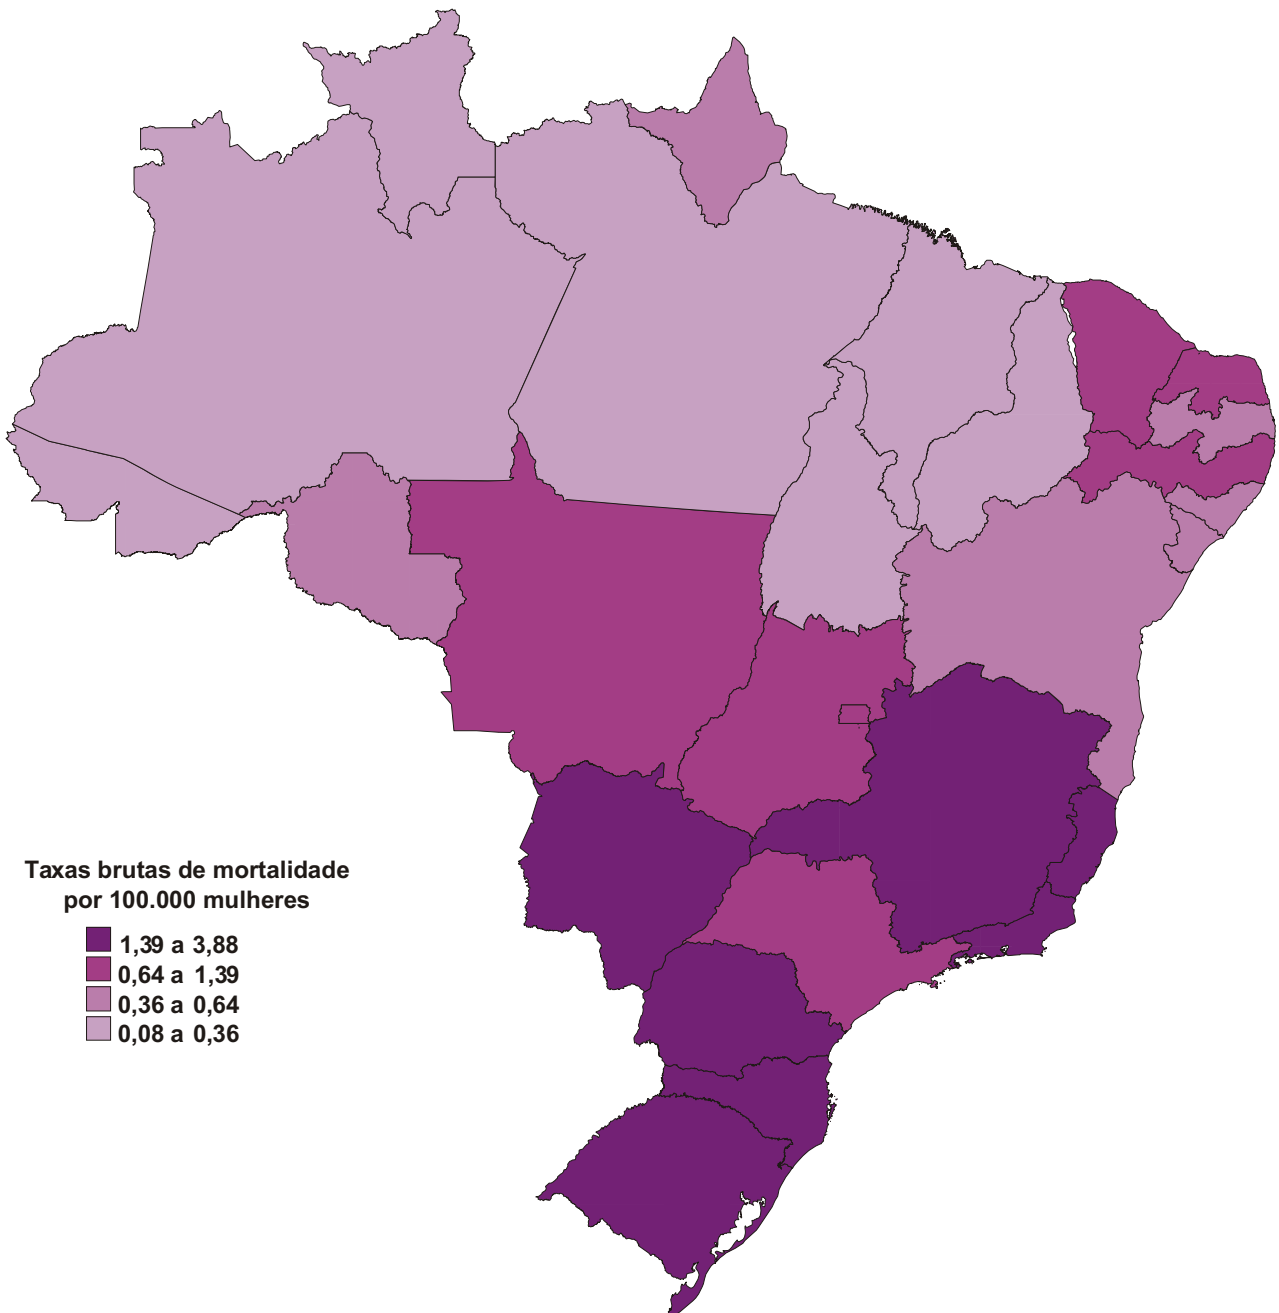 Taxas brutas de mortalidade
por 100.000 mulheres
1,39 a 3,88
0,64 a 1,39
0,36 a 0,64
0,08 a 0,36